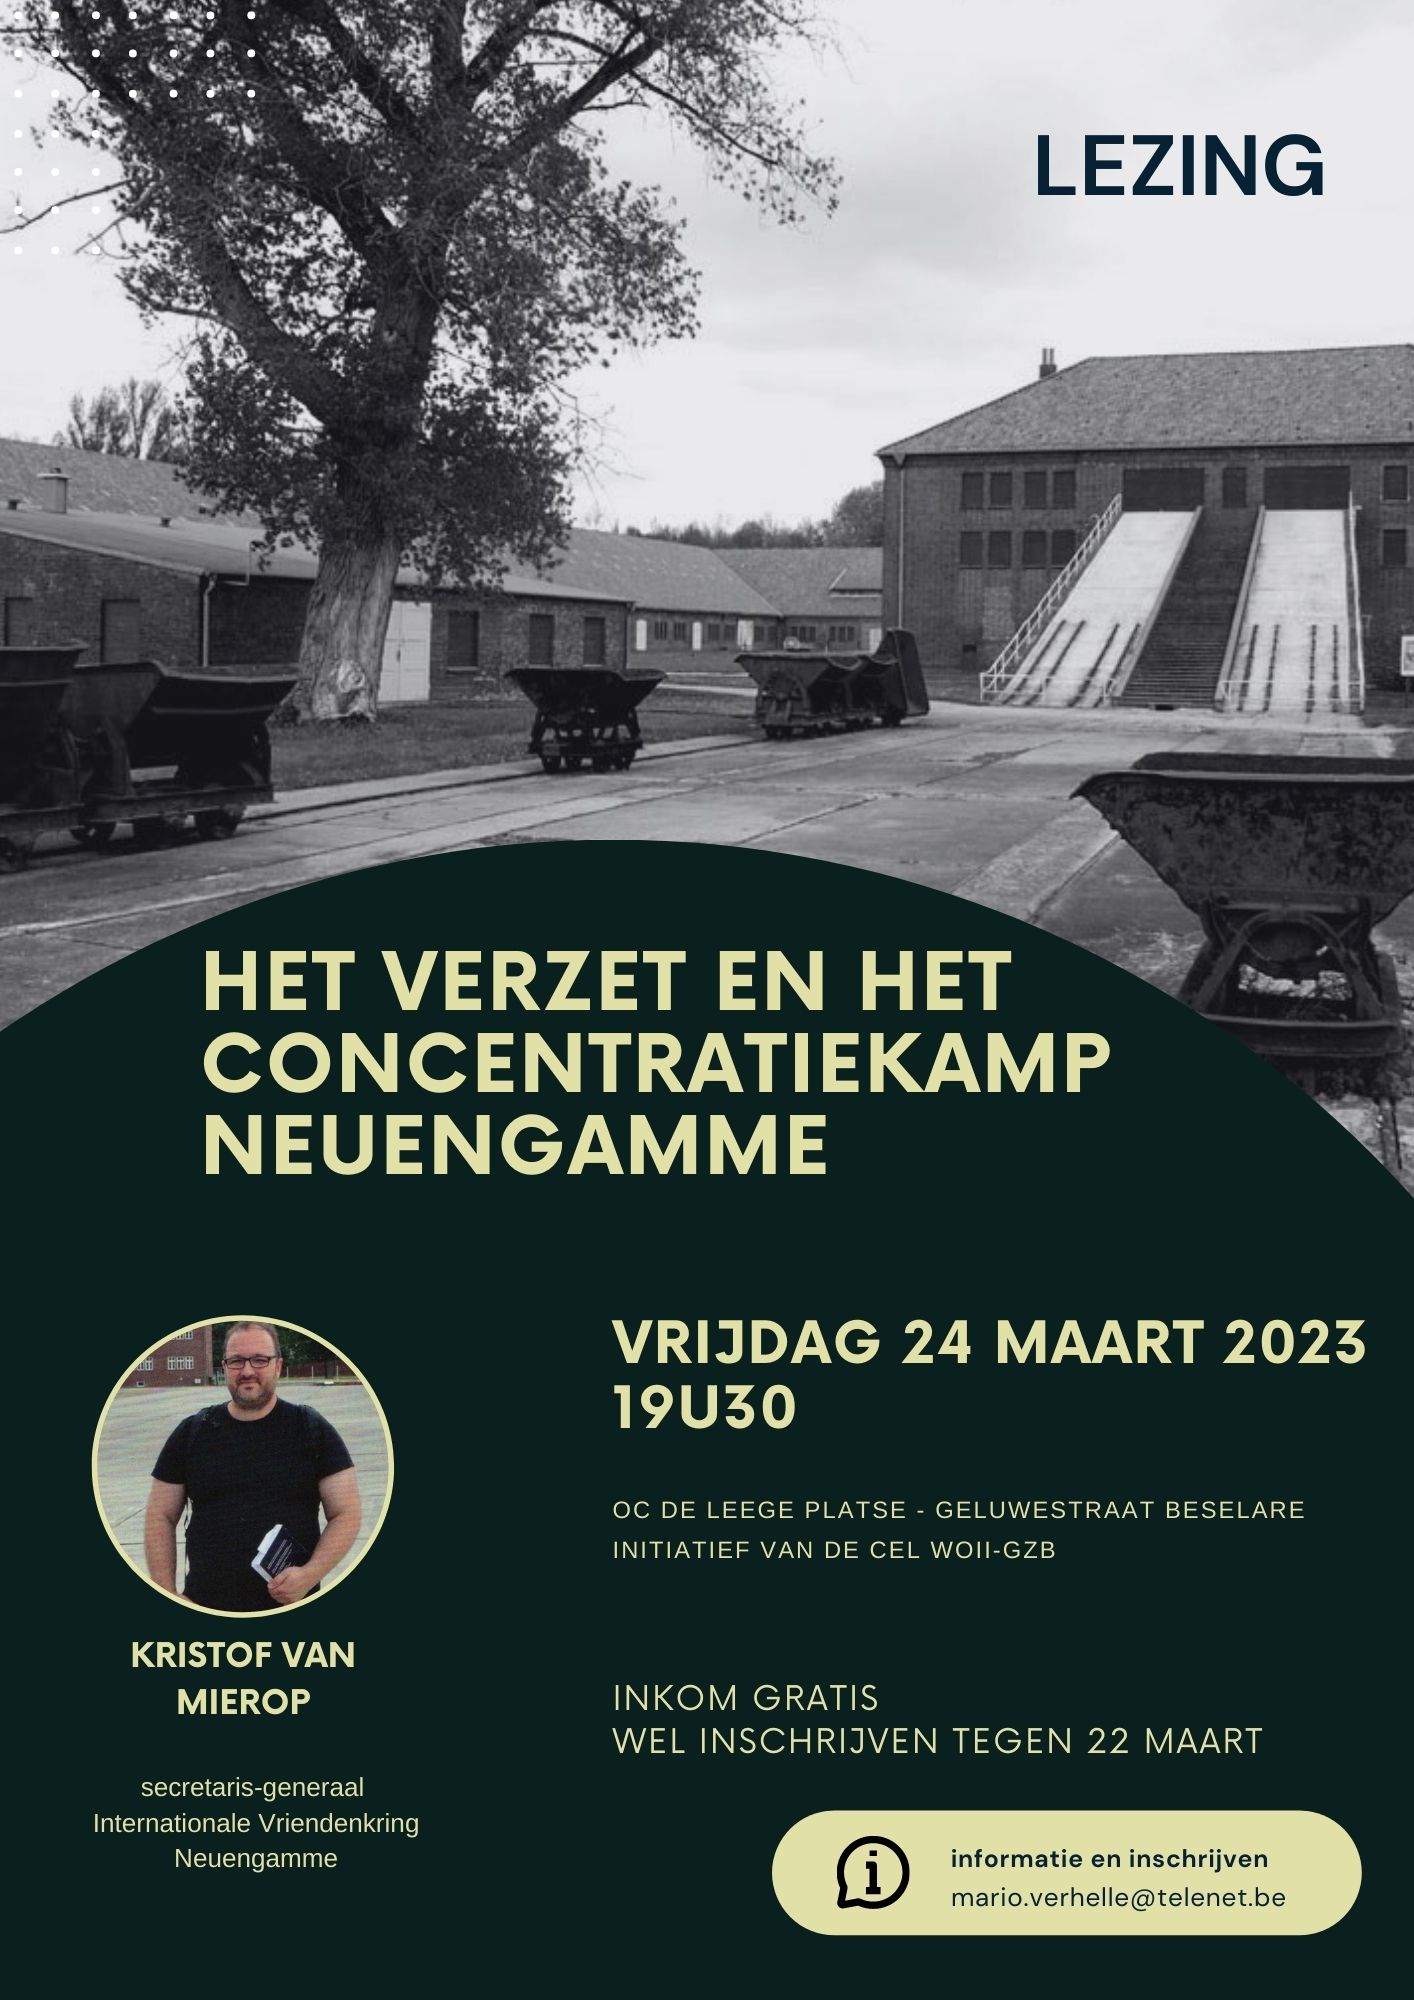 LEZING
HET VERZET EN HET
CONCENTRATIEKAMP
NEUENGAMME
VRIJDAG 24 MAART 2023
19U30
OC DE LEEGE PLATSE - GELUWESTRAAT BESELARE
INITIATIEF VAN DE CEL WOII-GZB
KRISTOF VAN
MIEROP
secretaris-generaal
Internationale Vriendenkring
Neuengamme
INKOM GRATIS
WEL INSCHRIJVEN TEGEN 22 MAART
informatie en inschrijven
mario.verhelle@telenet.be